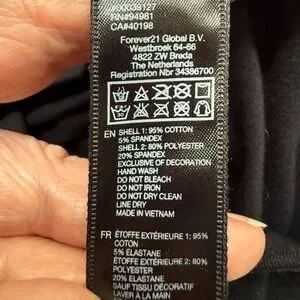 #00039127
RN#94981
CA#40198
Forever21 Global B.V.
Westbroek 64-66
4822 ZW Breda
The Netherlands
Registration Nbr 34386700
EN SHELL 1: 95% COTTON
5% SPANDEX
SHELL 2: 80% POLYESTER
20% SPANDEX
EXCLUSIVE OF DECORATION
HAND WASH
DO NOT BLEACH
DO NOT IRON
DO NOT DRY CLEAN
LINE DRY
MADE IN VIETNAM
FR ÉTOFFE EXTÉRIEURE 1: 95%
COTON
5% ELASTANE
ÉTOFFE EXTÉRIEURE 2: 80%
POLYESTER
20% ELASTANE
SAUF TISSU DÉCORATIF
LAVER À LA MAIN